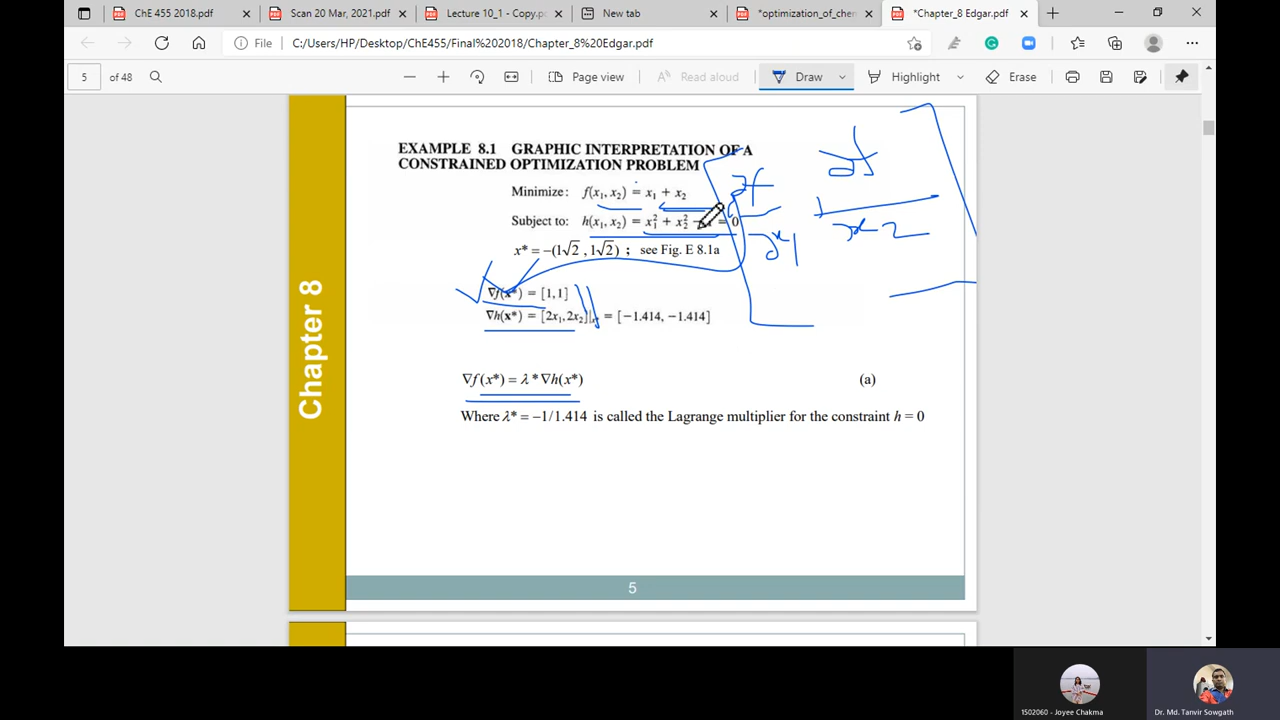 ChE 455 2018.pdf
Scan 20 Mar, 2021.pdf
Lecture 10_1 - Copy.p
New tab
*optimization_of_cher
*Chapter_8 Edgar.pdf
File
C:/Users/HP/Desktop/ChE455/Final%202018/Chapter_8%20Edgar.pdf
5 of 48
Page view
Read aloud
Draw
Highlight
Erase
Chapter 8
EXAMPLE 8.1 GRAPHIC INTERPRETATION OF A
CONSTRAINED OPTIMIZATION PROBLEM
Minimize: f(x₁, x₂) = x₁ + x₂
Subject to: h(x₁, x₂) = x₁² + x₂² = 0
x* = −(1√2 , 1√2) ; see Fig. E 8.1a
∇f(x*) = [1,1]
∇h(x*) = [2x₁, 2x₂]| = [−1.414, −1.414]
∇f (x*) = λ * ∇h(x*) (a)
Where λ* = −1/1.414 is called the Lagrange multiplier for the constraint h = 0
∂f
∂x1
∂f
∂x2
5
1502060 - Joyee Chakma
Dr. Md. Tanvir Sowgath